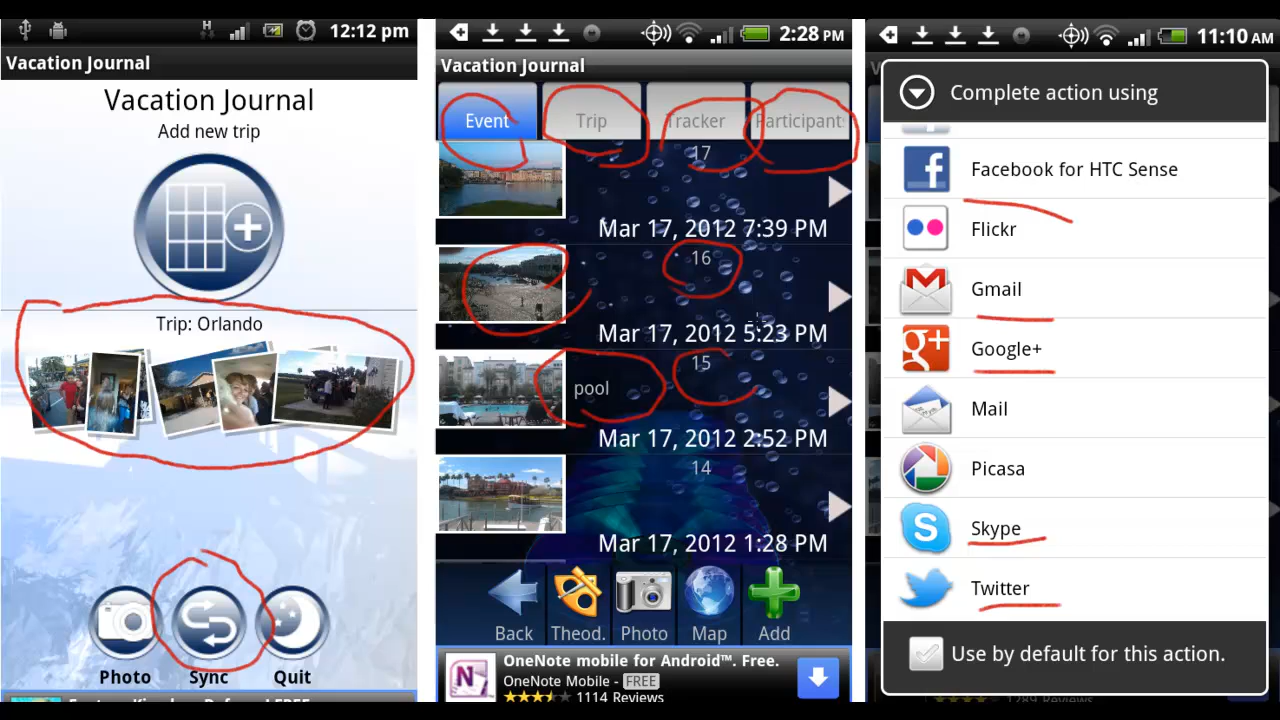 H
12:12 pm
Vacation Journal
Vacation Journal
Add new trip
Trip: Orlando
Photo
Sync
Quit
2:28 PM
Vacation Journal
Event
Trip
Tracker
Participant
17
Mar 17, 2012 7:39 PM
16
Mar 17, 2012 5:23 PM
15
pool
Mar 17, 2012 2:52 PM
14
Mar 17, 2012 1:28 PM
Back
Theod.
Photo
Map
Add
N
OneNote mobile for Android™. Free.
OneNote Mobile - FREE
1114 Reviews
11:10 AM
Complete action using
Facebook for HTC Sense
Flickr
Gmail
Google+
Mail
Picasa
Skype
Twitter
Use by default for this action.